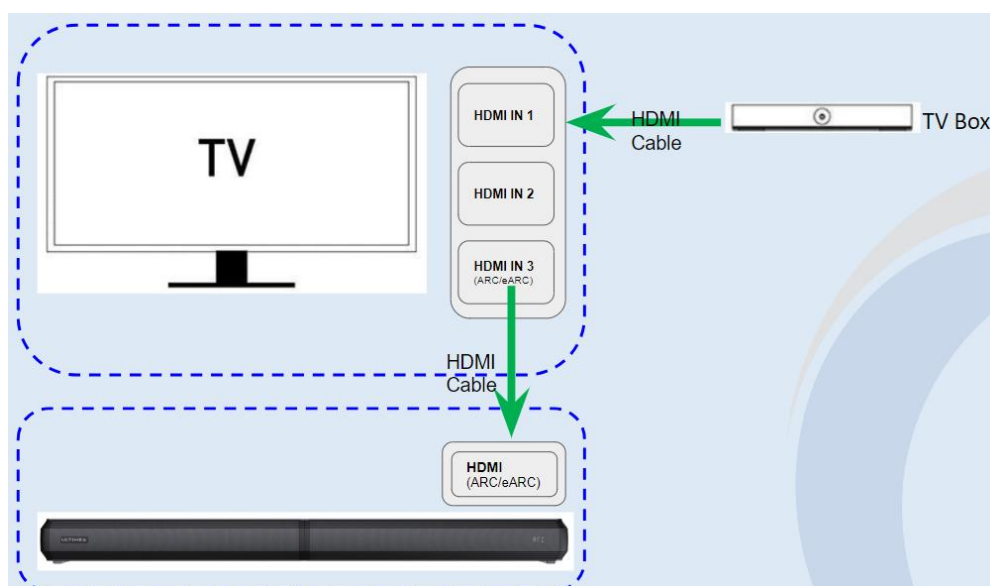 TV
HDMI IN 1
HDMI IN 2
HDMI IN 3
(ARC/eARC)
HDMI
Cable
TV Box
HDMI
Cable
HDMI
(ARC/eARC)
ULTIMEA